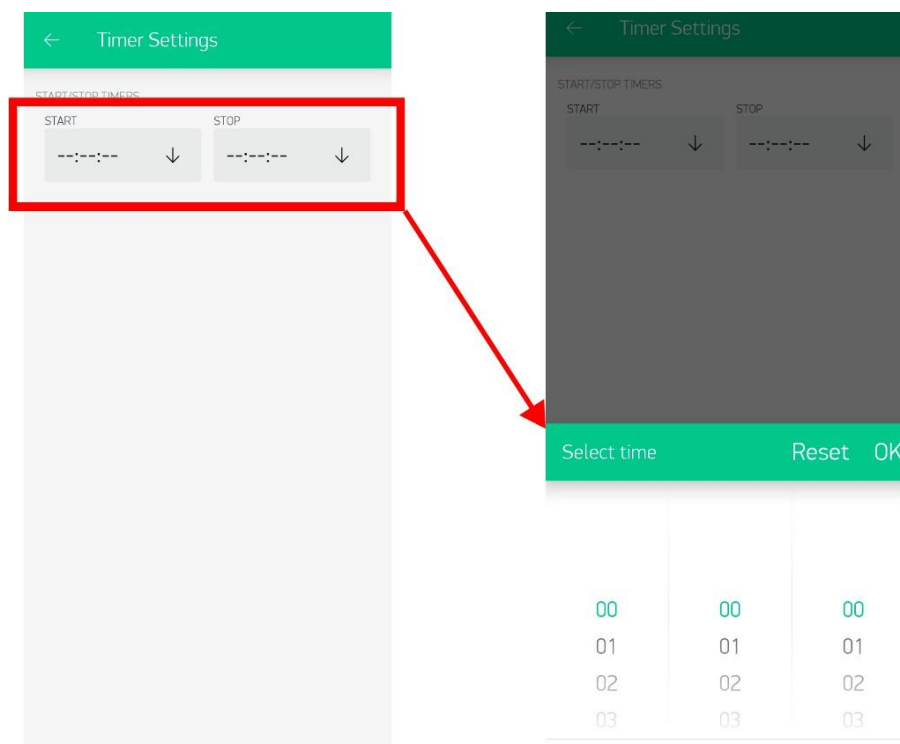 ← Timer Settings
START/STOP TIMERS
START STOP
--:--:-- ↓ --:--:-- ↓
← Timer Settings
START/STOP TIMERS
START STOP
--:--:-- ↓ --:--:-- ↓
Select time Reset OK
00 00 00
01 01 01
02 02 02
03 03 03